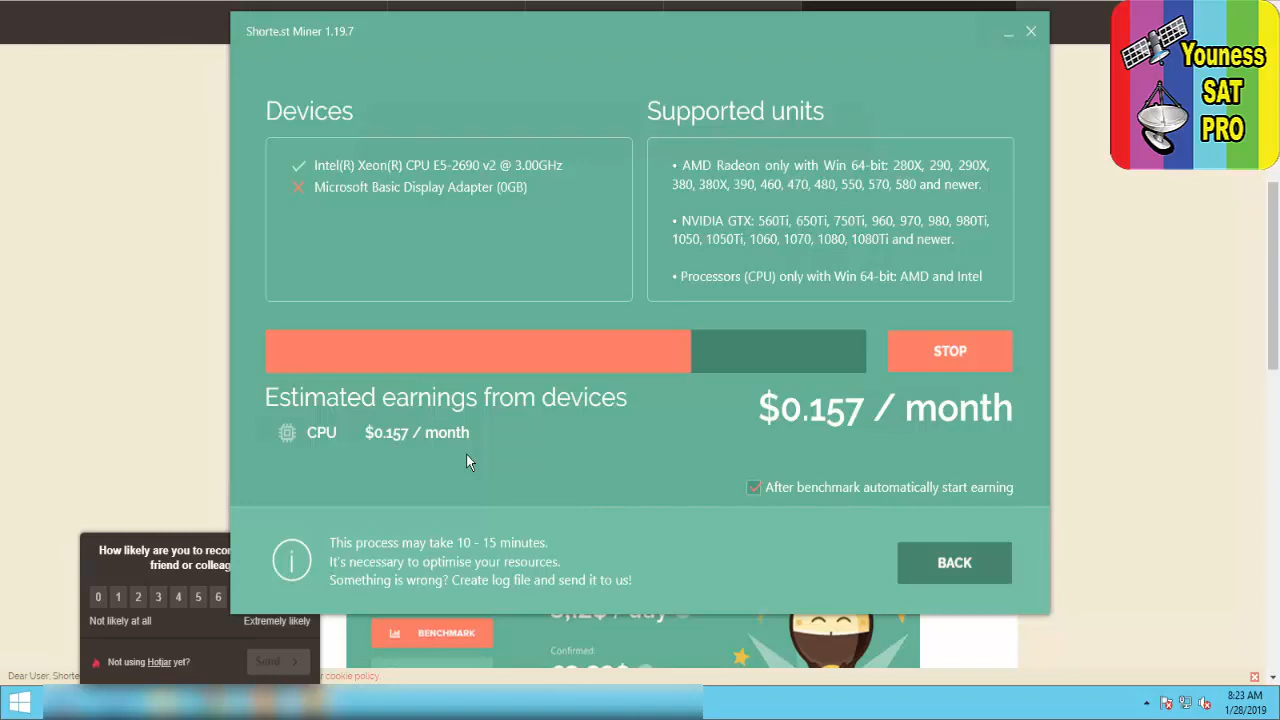 Shorte.st Miner 1.19.7
Youness
SAT
PRO
Devices
Intel(R) Xeon(R) CPU E5-2690 v2 @ 3.00GHz
Microsoft Basic Display Adapter (0GB)
Supported units
• AMD Radeon only with Win 64-bit: 280X, 290, 290X,
380, 380X, 390, 460, 470, 480, 550, 570, 580 and newer.
• NVIDIA GTX: 560Ti, 650Ti, 750Ti, 960, 970, 980, 980Ti,
1050, 1050Ti, 1060, 1070, 1080, 1080Ti and newer.
• Processors (CPU) only with Win 64-bit: AMD and Intel
STOP
Estimated earnings from devices
$0.157 / month
CPU $0.157 / month
After benchmark automatically start earning
This process may take 10 - 15 minutes.
It's necessary to optimise your resources.
Something is wrong? Create log file and send it to us!
BACK
How likely are you to reco
friend or colleag
0 1 2 3 4 5 6
Not likely at all Extremely likely
Not using Hotjar yet?
Send
BENCHMARK
/ day
Confirmed:
Dear User. Shorte
cookie policy.
8:23 AM
1/28/2019